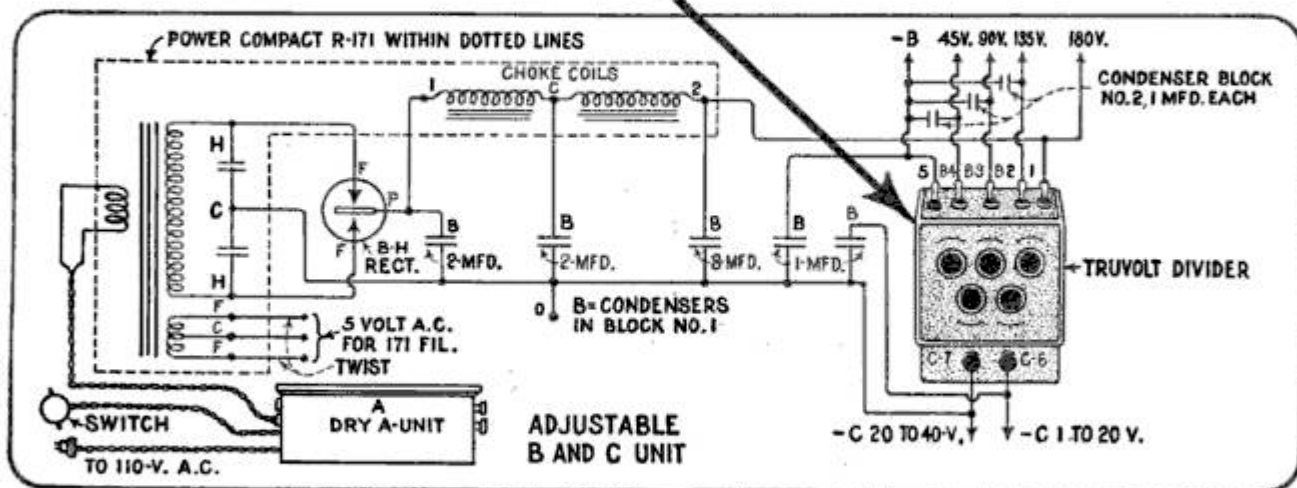 POWER COMPACT R-171 WITHIN DOTTED LINES
-B 45V. 90V. 135V. 180V.
CHOKE COILS
1 C 2
CONDENSER BLOCK
NO.2, 1 MFD. EACH
H
C
H
F
P
F
B-H
RECT.
B
2-MFD.
B
2-MFD.
B
8-MFD.
B
1-MFD.
B
5 B4 B3 B2 1
TRUVOLT DIVIDER
O
B=CONDENSERS
IN BLOCK NO.1
F
C
F
5 VOLT A.C.
FOR 171 FIL.
TWIST
C-7 C-6
A
DRY A-UNIT
SWITCH
TO 110-V. A.C.
ADJUSTABLE
B AND C UNIT
-C 20 TO 40-V. -C 1 TO 20 V.